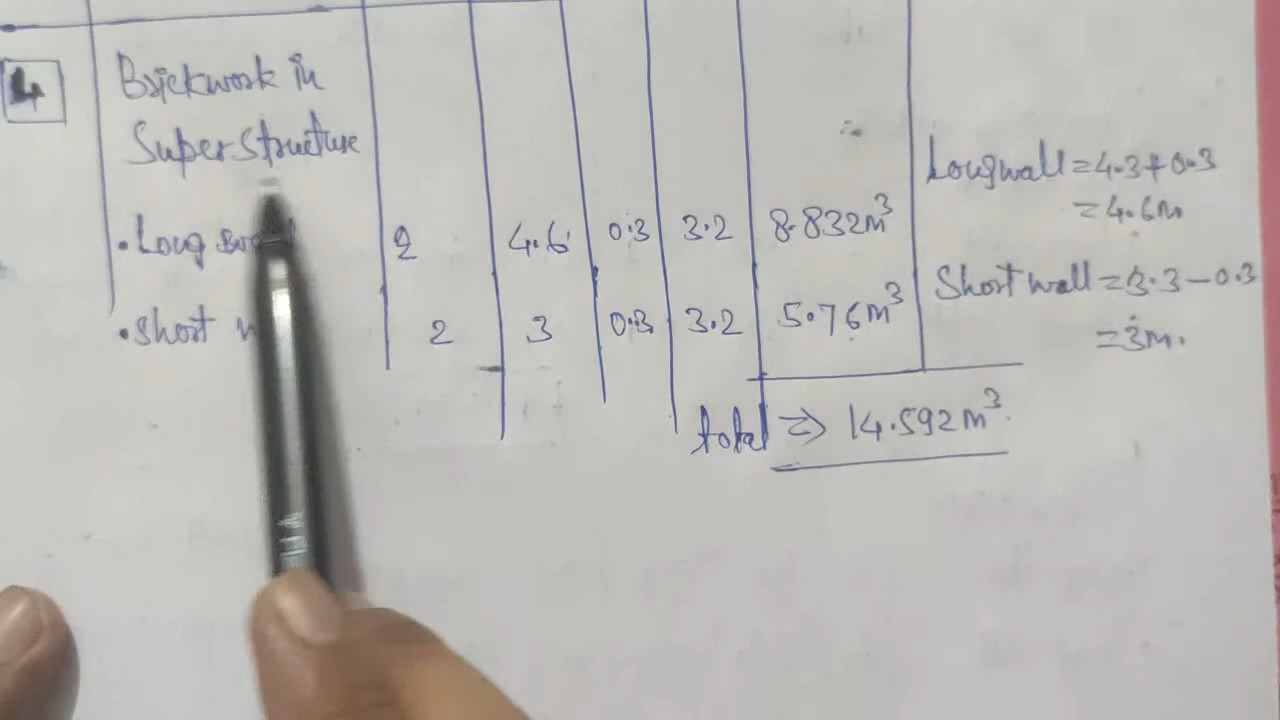 4
Brickwork in
Superstructure
• Long 2 4.6 0.3 3.2 8.832m³
• Short 2 3 0.3 3.2 5.76m³
total => 14.592m³
Longwall = 4.3 + 0.3
= 4.6m
Short wall = 3.3 - 0.3
= 3m.